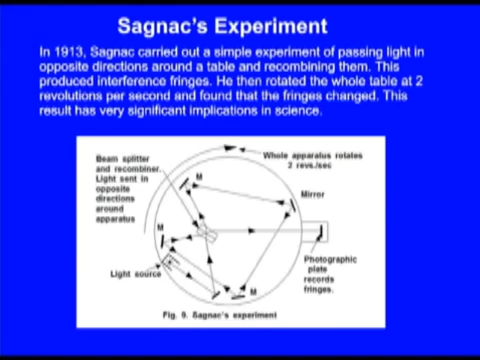 Sagnac's Experiment
In 1913, Sagnac carried out a simple experiment of passing light in
opposite directions around a table and recombining them. This
produced interference fringes. He then rotated the whole table at 2
revolutions per second and found that the fringes changed. This
result has very significant implications in science.
Beam splitter
and recombiner.
Light sent in
opposite
directions
around
apparatus
Whole apparatus rotates
2 revs./sec
M
Mirror
M
Light source
M
Photographic
plate
records
fringes.
Fig. 9. Sagnac's experiment